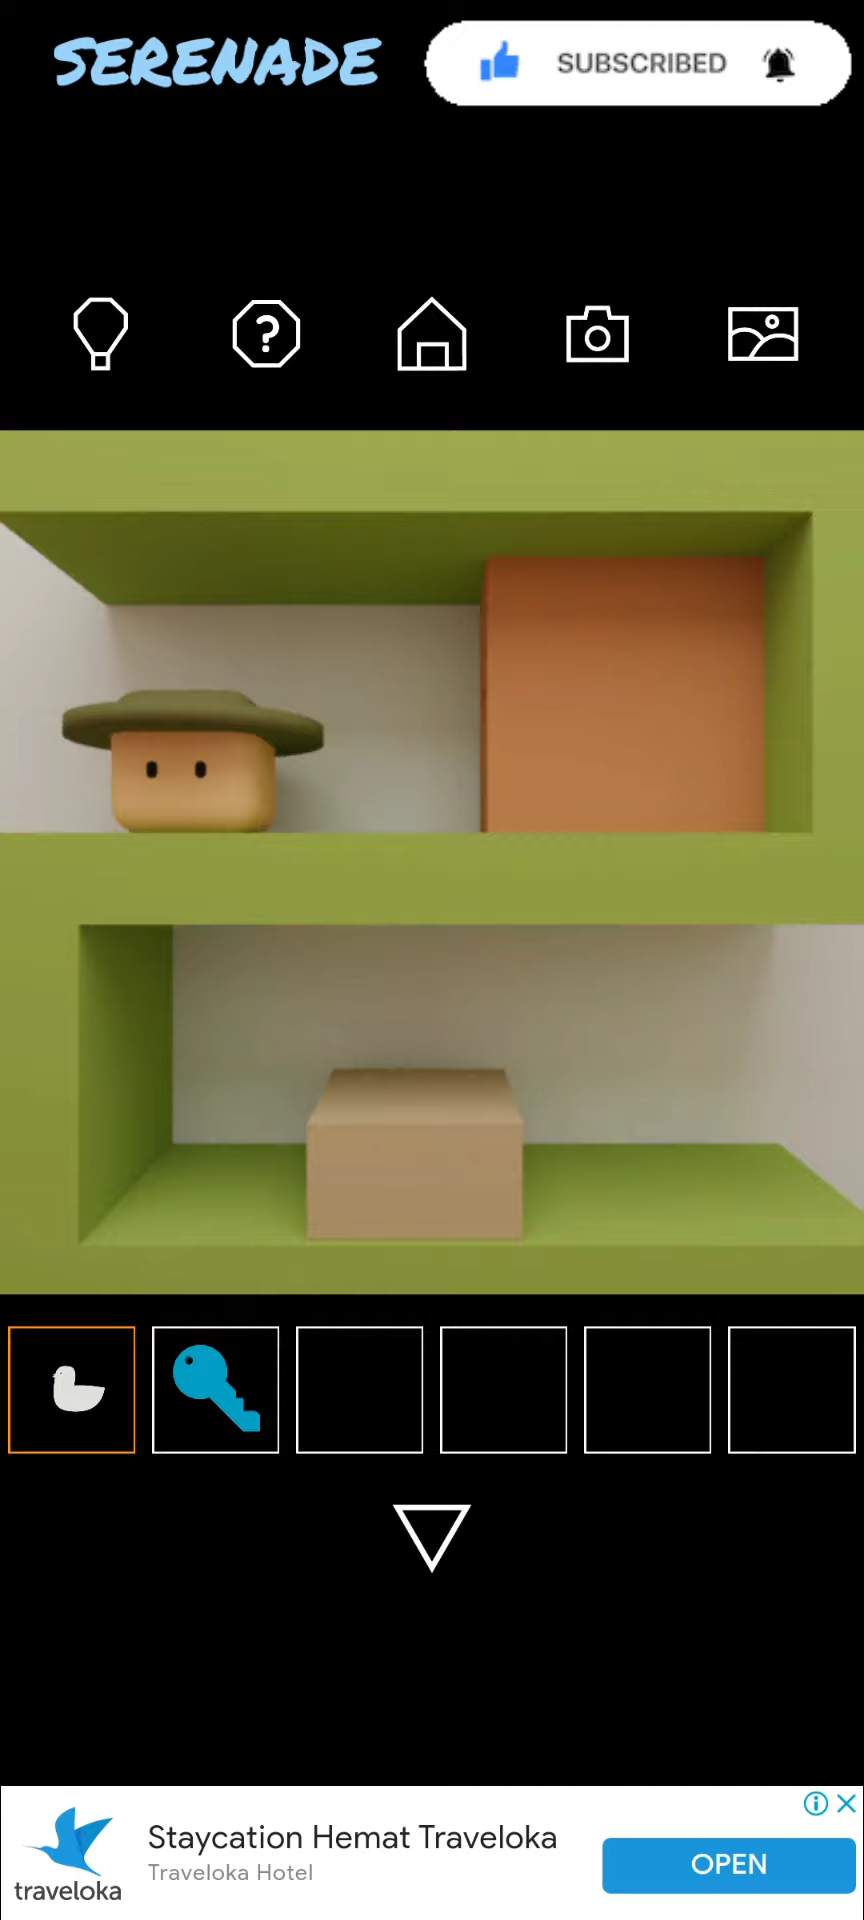 SERENADE
SUBSCRIBED
?
Staycation Hemat Traveloka
Traveloka Hotel
OPEN
traveloka